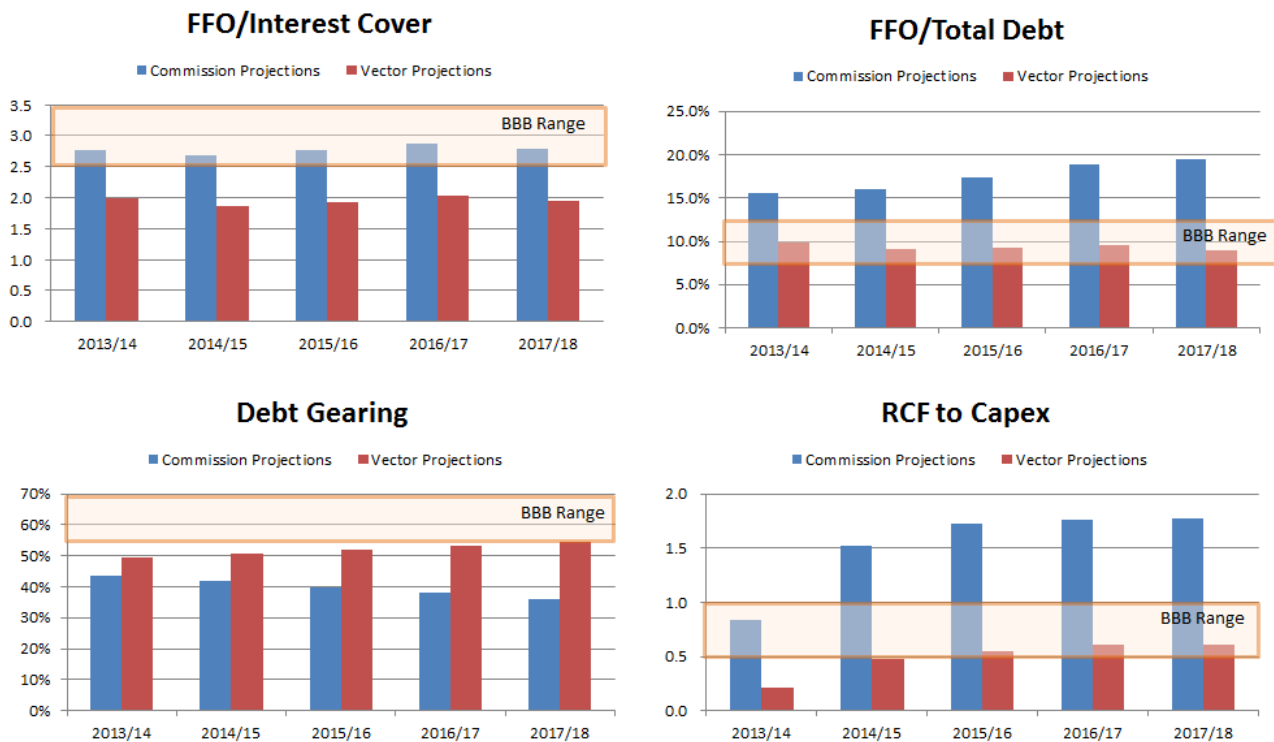 FFO/Interest Cover
Commission Projections Vector Projections
3.5
BBB Range
3.0
2.5
2.0
1.5
1.0
0.5
0.0
2013/14 2014/15 2015/16 2016/17 2017/18
FFO/Total Debt
Commission Projections Vector Projections
25.0%
20.0%
15.0%
BBB Range
10.0%
5.0%
0.0%
2013/14 2014/15 2015/16 2016/17 2017/18
Debt Gearing
Commission Projections Vector Projections
70%
BBB Range
60%
50%
40%
30%
20%
10%
0%
2013/14 2014/15 2015/16 2016/17 2017/18
RCF to Capex
Commission Projections Vector Projections
2.0
1.5
1.0
BBB Range
0.5
0.0
2013/14 2014/15 2015/16 2016/17 2017/18